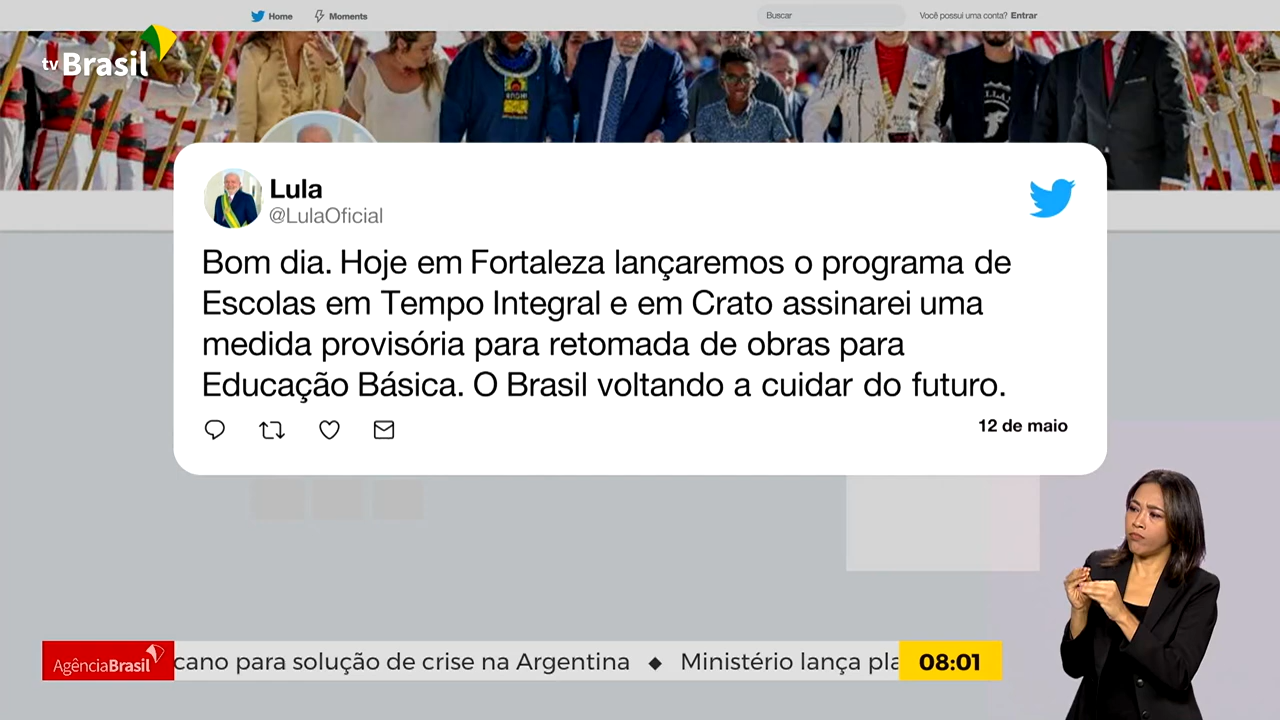 Home
Moments
Buscar
Você possui uma conta? Entrar
tv Brasil
Lula
@LulaOficial
Bom dia. Hoje em Fortaleza lançaremos o programa de
Escolas em Tempo Integral e em Crato assinarei uma
medida provisória para retomada de obras para
Educação Básica. O Brasil voltando a cuidar do futuro.
12 de maio
AgênciaBrasil
cano para solução de crise na Argentina ◆ Ministério lança pla
08:01